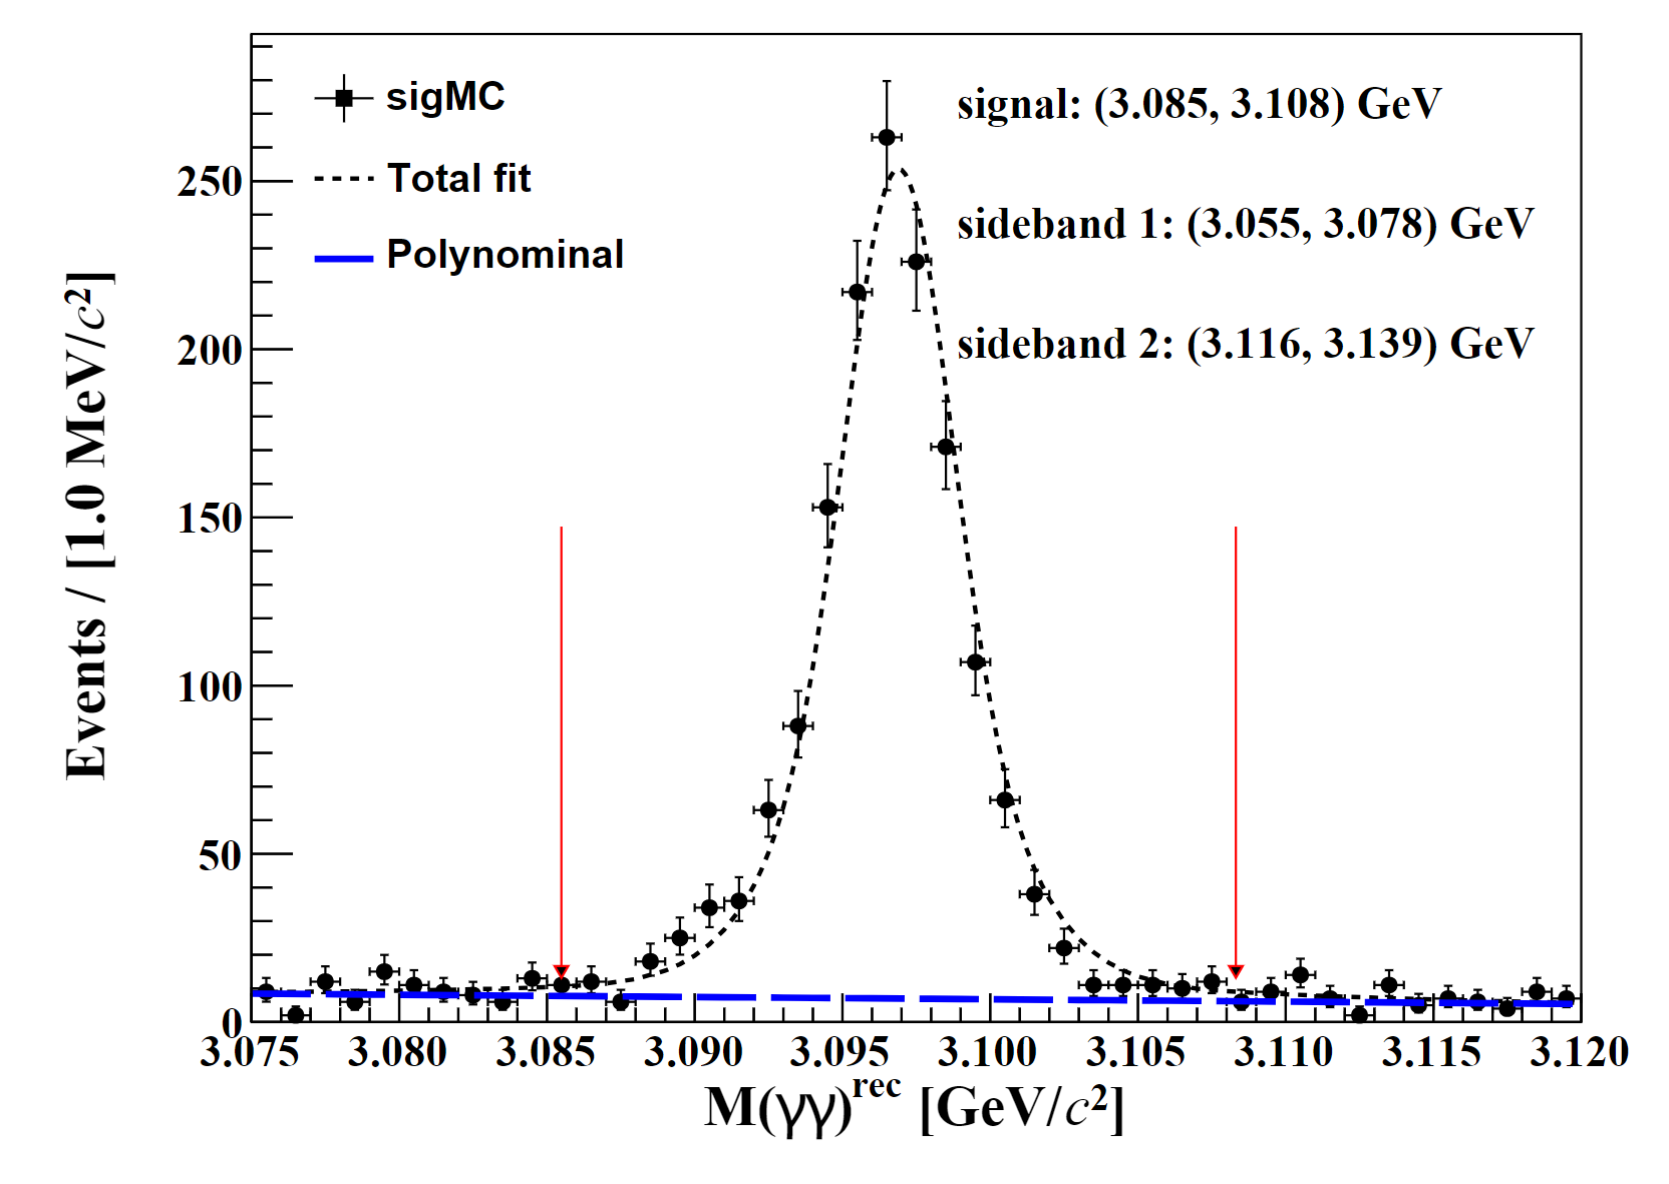 sigMC
Total fit
Polynominal
signal: (3.085, 3.108) GeV
sideband 1: (3.055, 3.078) GeV
sideband 2: (3.116, 3.139) GeV
Events / [1.0 MeV/c²]
250
200
150
100
50
0
3.075 3.080 3.085 3.090 3.095 3.100 3.105 3.110 3.115 3.120
M(γγ)^rec [GeV/c²]